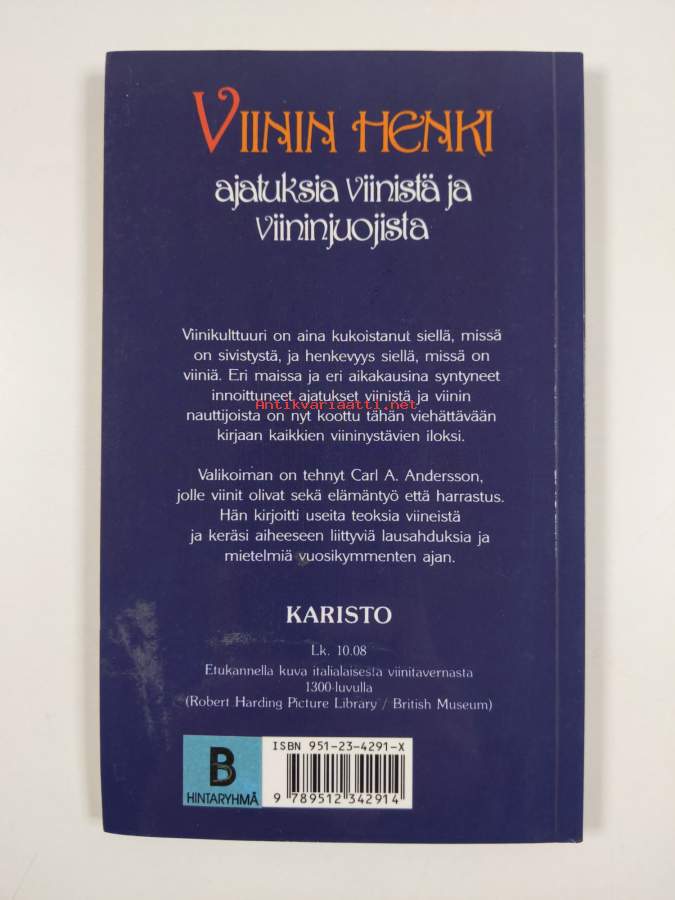 VIININ HENKI
ajatuksia viinistä ja
viininjuojista
Viinikulttuuri on aina kukoistanut siellä, missä
on sivistystä, ja henkevyys siellä, missä on
viiniä. Eri maissa ja eri aikakausina syntyneet
innoittuneet ajatukset viinistä ja viinin
Antikvariaatti.net
nauttijoista on nyt koottu tähän viehättävään
kirjaan kaikkien viininystävien iloksi.
Valikoiman on tehnyt Carl A. Andersson,
jolle viinit olivat sekä elämäntyö että harrastus.
Hän kirjoitti useita teoksia viineistä
ja keräsi aiheeseen liittyviä lausahduksia ja
mietelmiä vuosikymmenten ajan.
KARISTO
Lk. 10.08
Etukannella kuva italialaisesta viinitavernasta
1300-luvulla
(Robert Harding Picture Library / British Museum)
ISBN 951-23-4291-X
B
HINTARYHMÄ
9 789512 342914